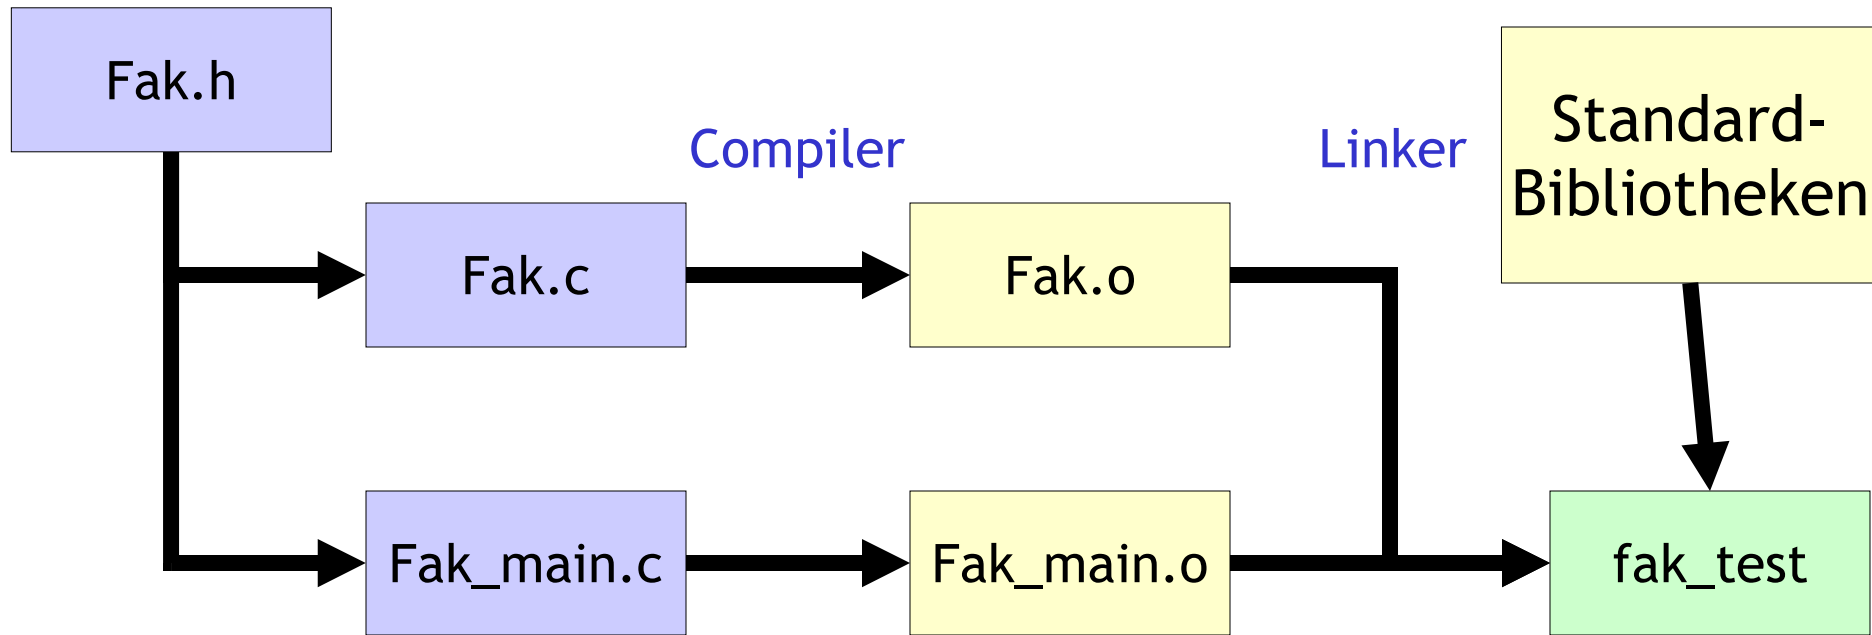 Fak.h
Compiler
Linker
Standard-
Bibliotheken
Fak.c
Fak.o
Fak_main.c
Fak_main.o
fak_test